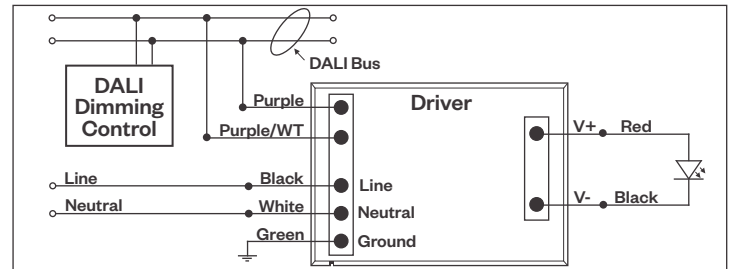 DALI Bus
DALI
Dimming
Control
Driver
Purple
Purple/WT
V+ Red
Line Black Line
Neutral White Neutral
V- Black
Green Ground